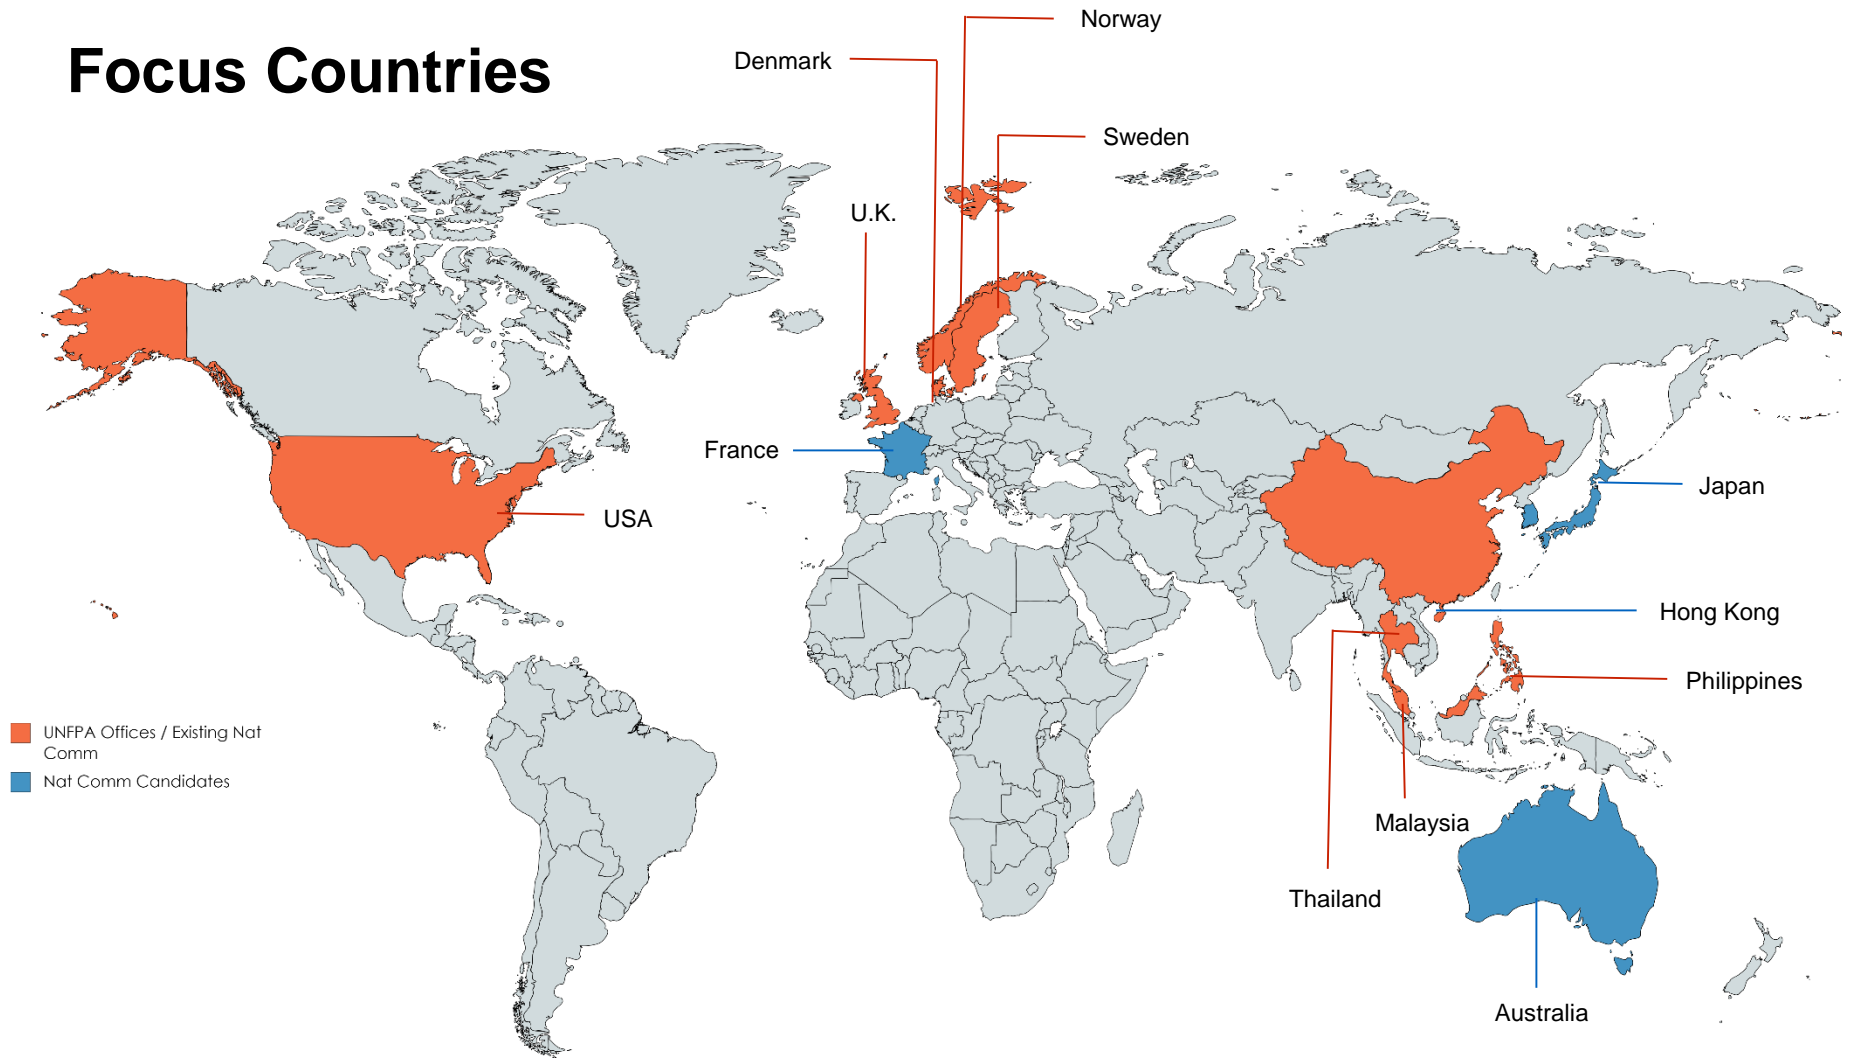 Focus Countries
Norway
Denmark
Sweden
U.K.
France
USA
Japan
Hong Kong
Philippines
UNFPA Offices / Existing Nat
Comm
Nat Comm Candidates
Malaysia
Thailand
Australia